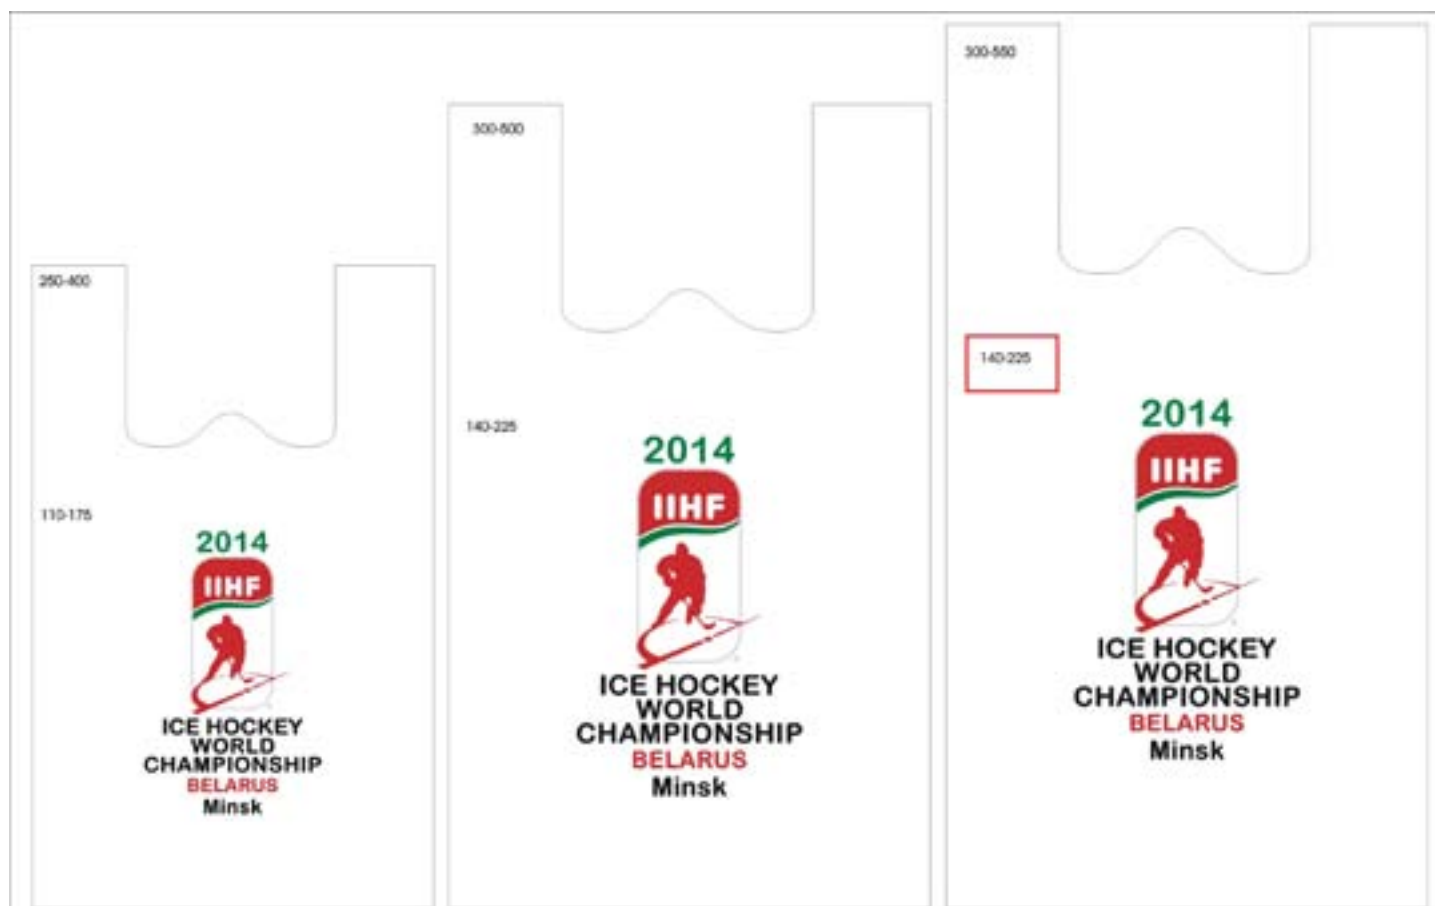 250-400
110-175
2014
IIHF
ICE HOCKEY
WORLD
CHAMPIONSHIP
BELARUS
Minsk
300-500
140-225
2014
IIHF
ICE HOCKEY
WORLD
CHAMPIONSHIP
BELARUS
Minsk
300-550
140-225
2014
IIHF
ICE HOCKEY
WORLD
CHAMPIONSHIP
BELARUS
Minsk